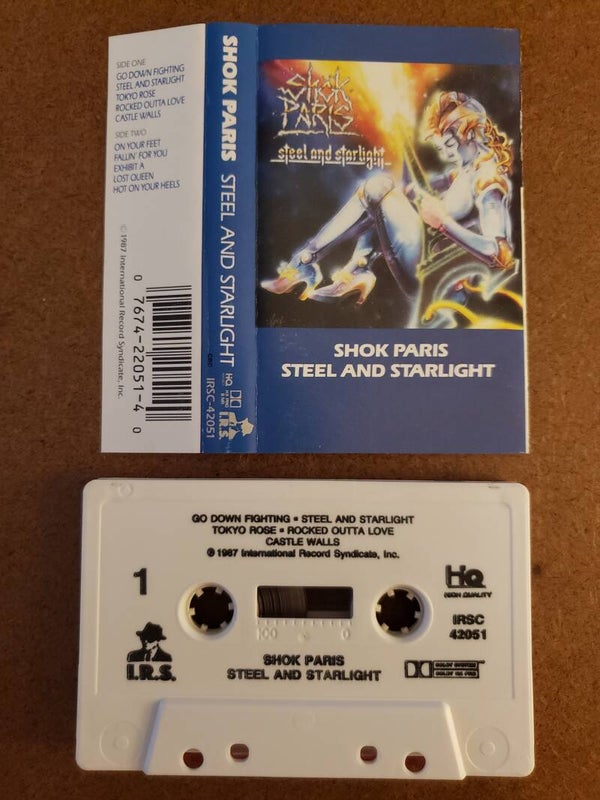 SIDE ONE
GO DOWN FIGHTING
STEEL AND STARLIGHT
TOKYO ROSE
ROCKED OUTTA LOVE
CASTLE WALLS
SIDE TWO
ON YOUR FEET
FALLIN' FOR YOU
EXHIBIT A
LOST QUEEN
HOT ON YOUR HEELS
© 1987 International Record Syndicate, Inc.
0 7674-22051-4 0
SHOK PARIS STEEL AND STARLIGHT
HQ
IRSC-42051
I.R.S.
SHOK
PARIS
steel and starlight
SHOK PARIS
STEEL AND STARLIGHT
GO DOWN FIGHTING ▪ STEEL AND STARLIGHT
TOKYO ROSE ▪ ROCKED OUTTA LOVE
CASTLE WALLS
℗ 1987 International Record Syndicate, Inc.
1
HQ
HIGH QUALITY
IRSC
42051
100
0
I.R.S.
SHOK PARIS
STEEL AND STARLIGHT
DOLBY SYSTEM